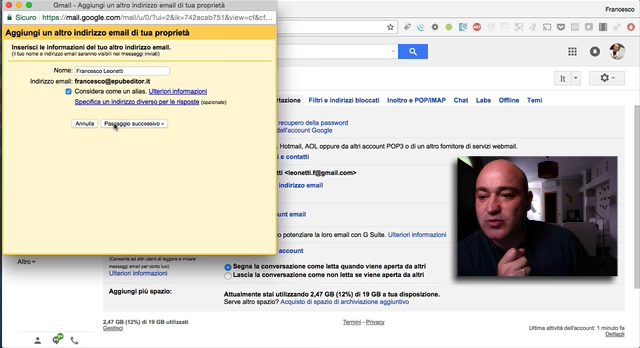 Gmail - Aggiungi un altro indirizzo email di tua proprietà
Francesco
Sicuro https://mail.google.com/mail/u/0/?ui=2&ik=742acab751&view=cf&cf...
Aggiungi un altro indirizzo email di tua proprietà
Inserisci le informazioni del tuo altro indirizzo email.
(il tuo nome e indirizzo email saranno visibili nei messaggi inviati)
Nome: Francesco Leonetti
Indirizzo email: francesco@epubeditor.it
Considera come un alias. Ulteriori informazioni
Specifica un indirizzo diverso per le risposte (opzionale)
Annulla
Passaggio successivo »
It
rtazione Filtri e indirizzi bloccati Inoltro e POP/IMAP Chat Labs Offline Temi
ecupero della password
dell'account Google
, Hotmail, AOL oppure da altri account POP3 o di un altro fornitore di servizi webmail.
i e contatti
etti <leonetti.f@gmail.com>
indirizzo email
unt email
o potenziare la loro email con G Suite. Ulteriori informazioni
account
(Consenti ad altri utenti di leggere e inviare
messaggi email per conto tuo)
Ulteriori informazioni
Segna la conversazione come letta quando viene aperta da altri
Lascia la conversazione come non letta se viene aperta da altri
Altro
Aggiungi più spazio:
Attualmente stai utilizzando 2,47 GB (12%) di 19 GB a tua disposizione.
Serve altro spazio? Acquisto di spazio di archiviazione aggiuntivo
2,47 GB (12%) di 19 GB utilizzati
Gestisci
Termini - Privacy
Ultima attività dell'account: 1 minuto fa
Dettagli